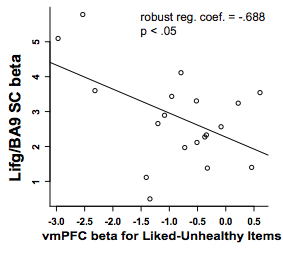 robust reg. coef. = -.688
p < .05
Lifg/BA9 SC beta
5
4
3
2
1
-3.0 -2.5 -2.0 -1.5 -1.0 -0.5 0.0 0.5
vmPFC beta for Liked-Unhealthy Items